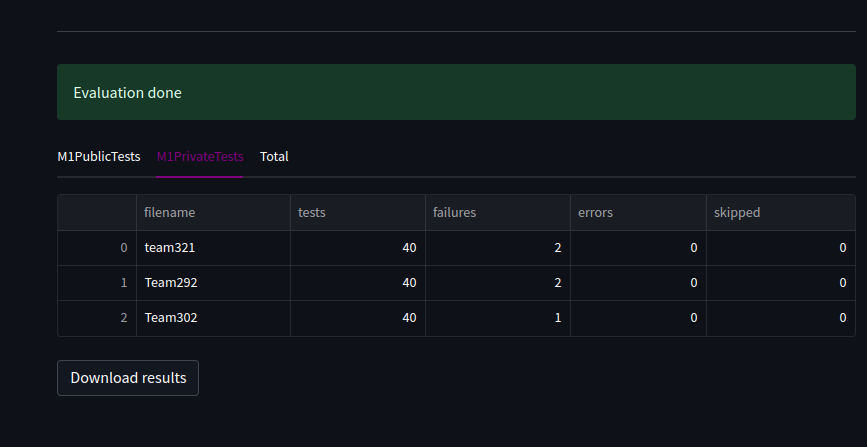 Evaluation done
M1PublicTests M1PrivateTests Total
filename tests failures errors skipped
0 team321 40 2 0 0
1 Team292 40 2 0 0
2 Team302 40 1 0 0
Download results